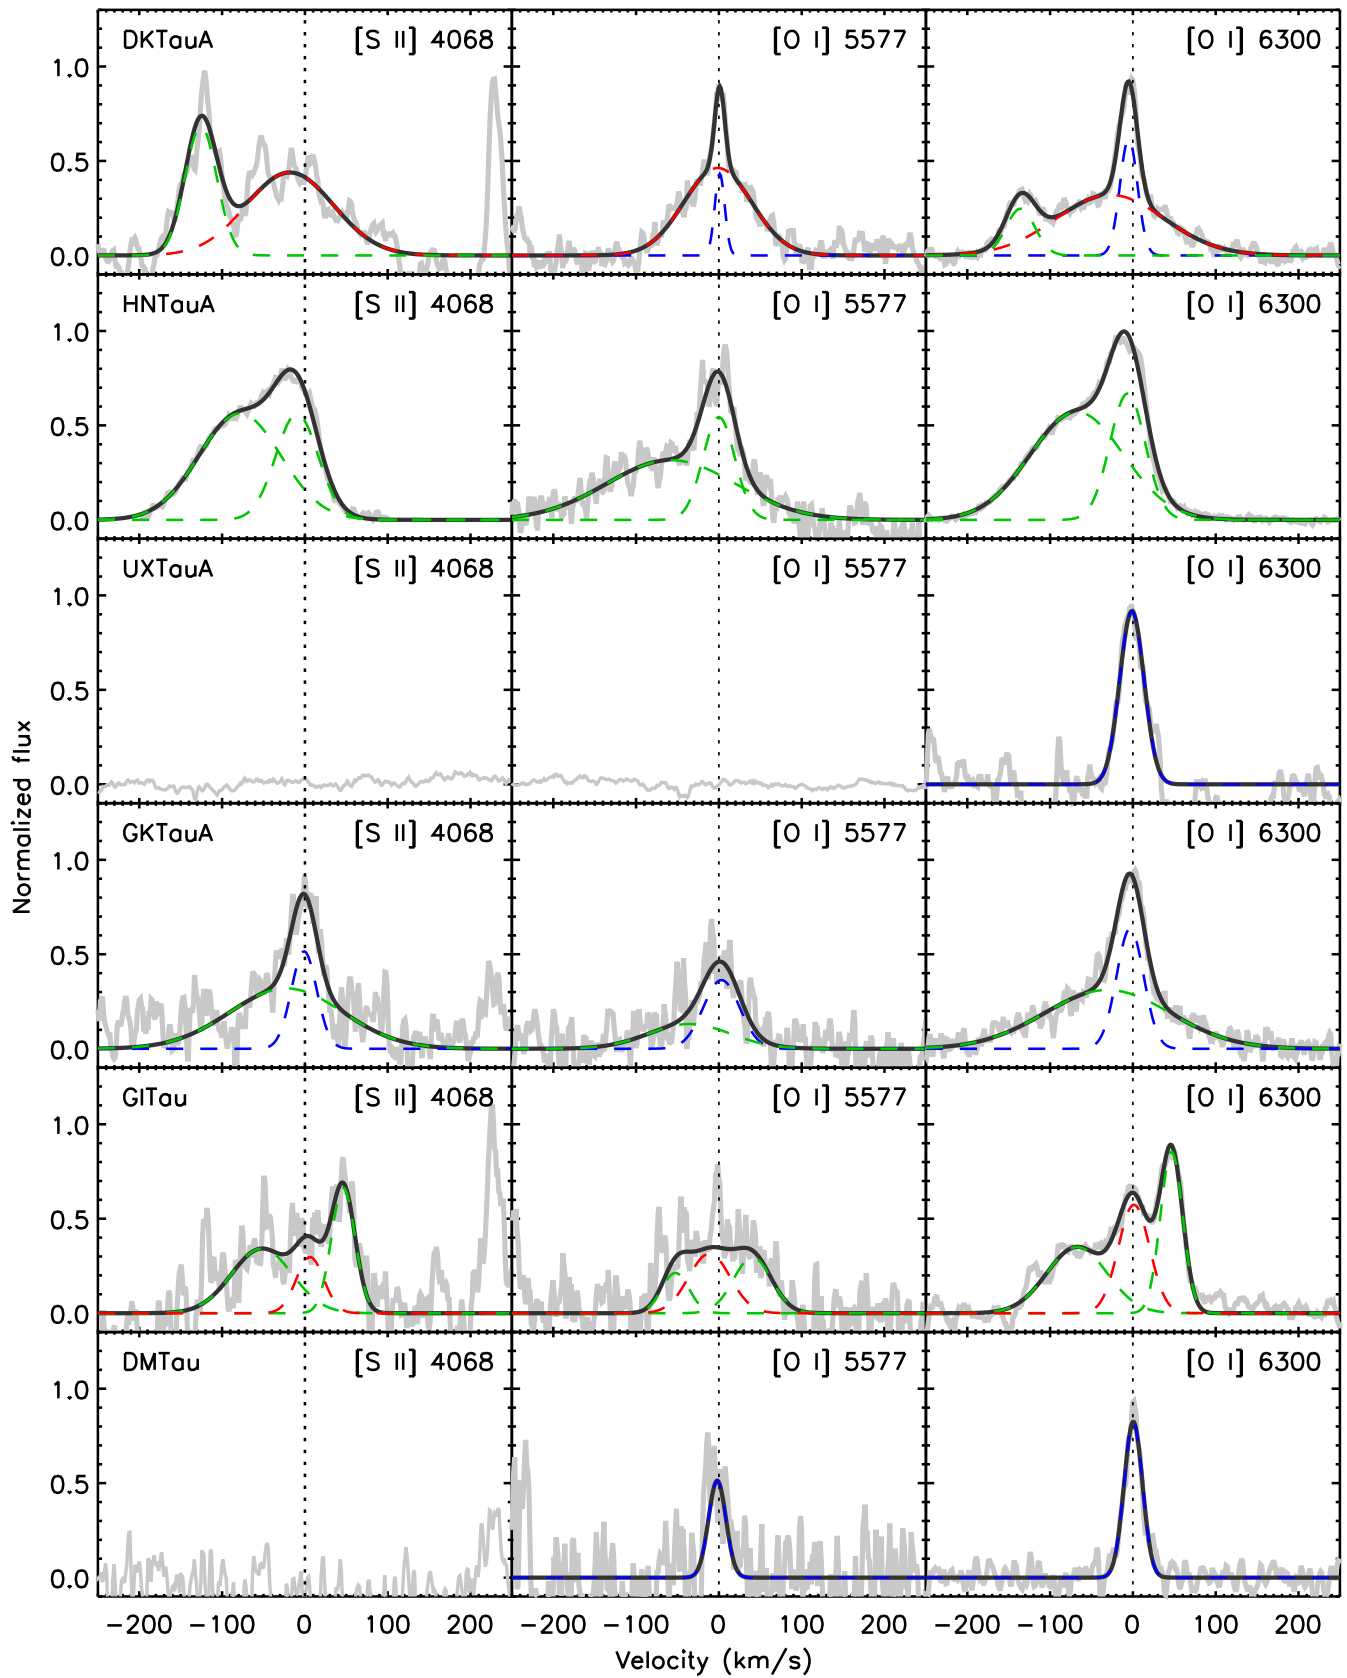 DKTauA [S II] 4068 [O I] 5577 [O I] 6300
1.0
0.5
0.0
HNTauA [S II] 4068 [O I] 5577 [O I] 6300
1.0
0.5
0.0
UXTauA [S II] 4068 [O I] 5577 [O I] 6300
1.0
0.5
0.0
Normalized flux
GKTauA [S II] 4068 [O I] 5577 [O I] 6300
1.0
0.5
0.0
GITau [S II] 4068 [O I] 5577 [O I] 6300
1.0
0.5
0.0
DMTau [S II] 4068 [O I] 5577 [O I] 6300
1.0
0.5
0.0
-200 -100 0 100 200 -200 -100 0 100 200 -200 -100 0 100 200
Velocity (km/s)